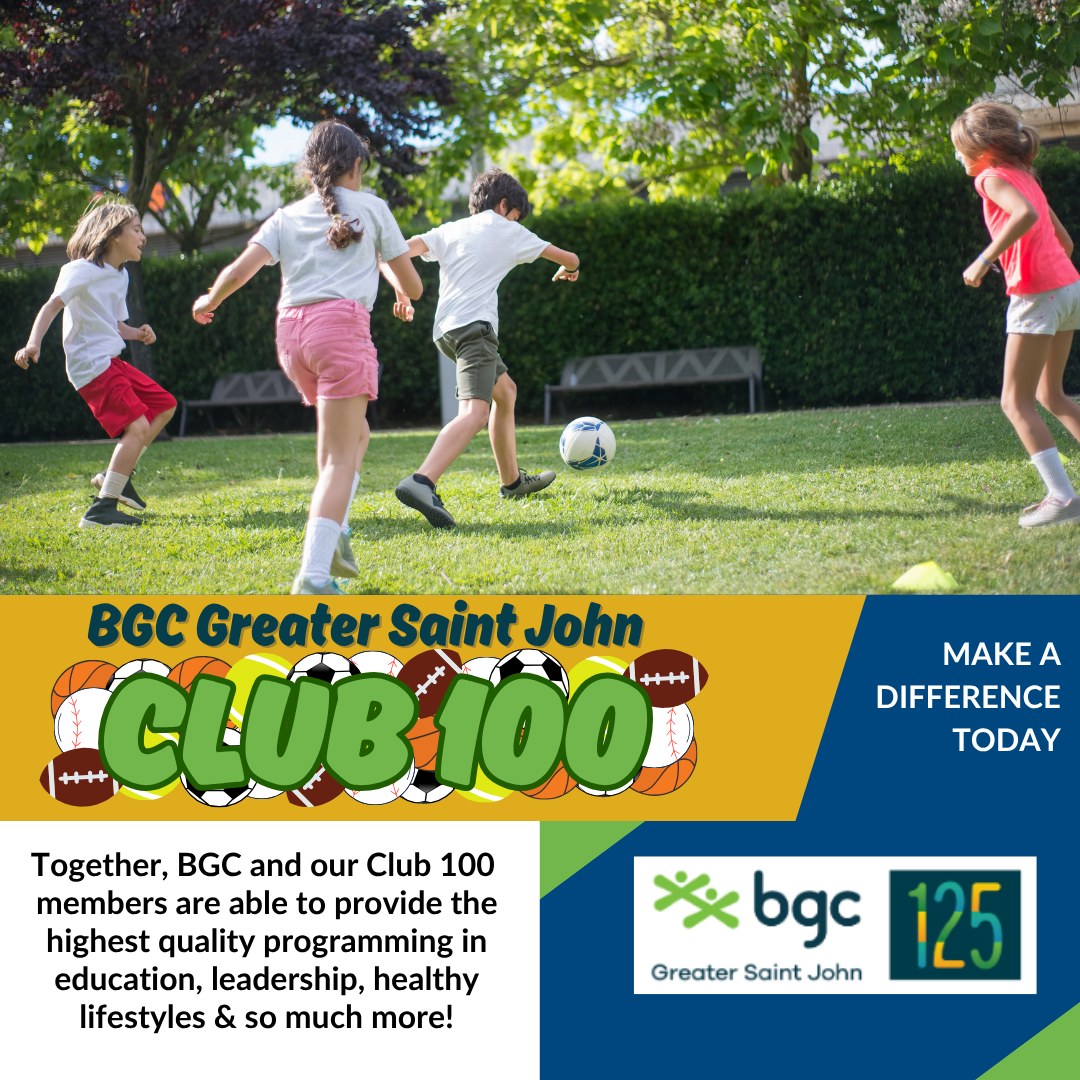 BGC Greater Saint John
CLUB 100
MAKE A
DIFFERENCE
TODAY
Together, BGC and our Club 100
members are able to provide the
highest quality programming in
education, leadership, healthy
lifestyles & so much more!
bgc
Greater Saint John
125